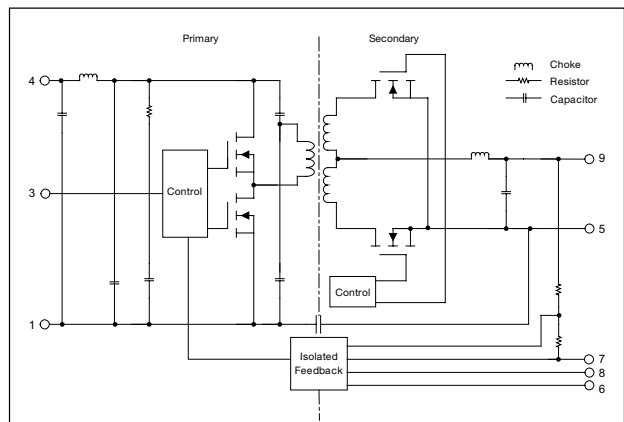 Primary
Secondary
Choke
Resistor
Capacitor
4
3
1
Control
9
5
Control
Isolated
Feedback
7
8
6